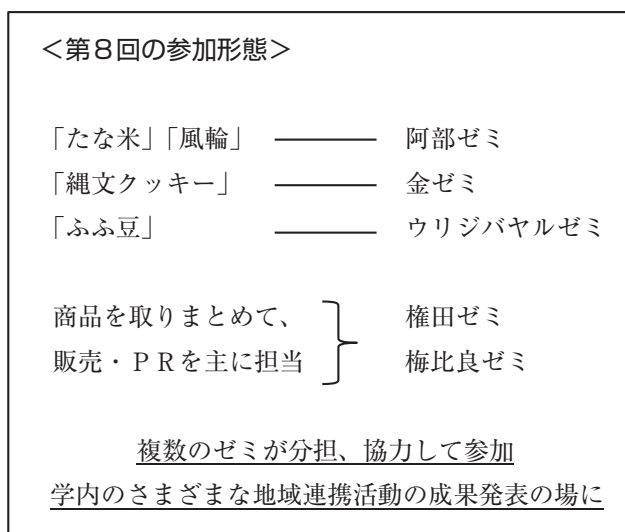 ＜第８回の参加形態＞
「たな米」「風輪」 ――― 阿部ゼミ
「縄文クッキー」 ――― 金ゼミ
「ふふ豆」 ――― ウリジバヤルゼミ
商品を取りまとめて、 権田ゼミ
販売・ＰＲを主に担当 梅比良ゼミ
複数のゼミが分担、協力して参加
学内のさまざまな地域連携活動の成果発表の場に